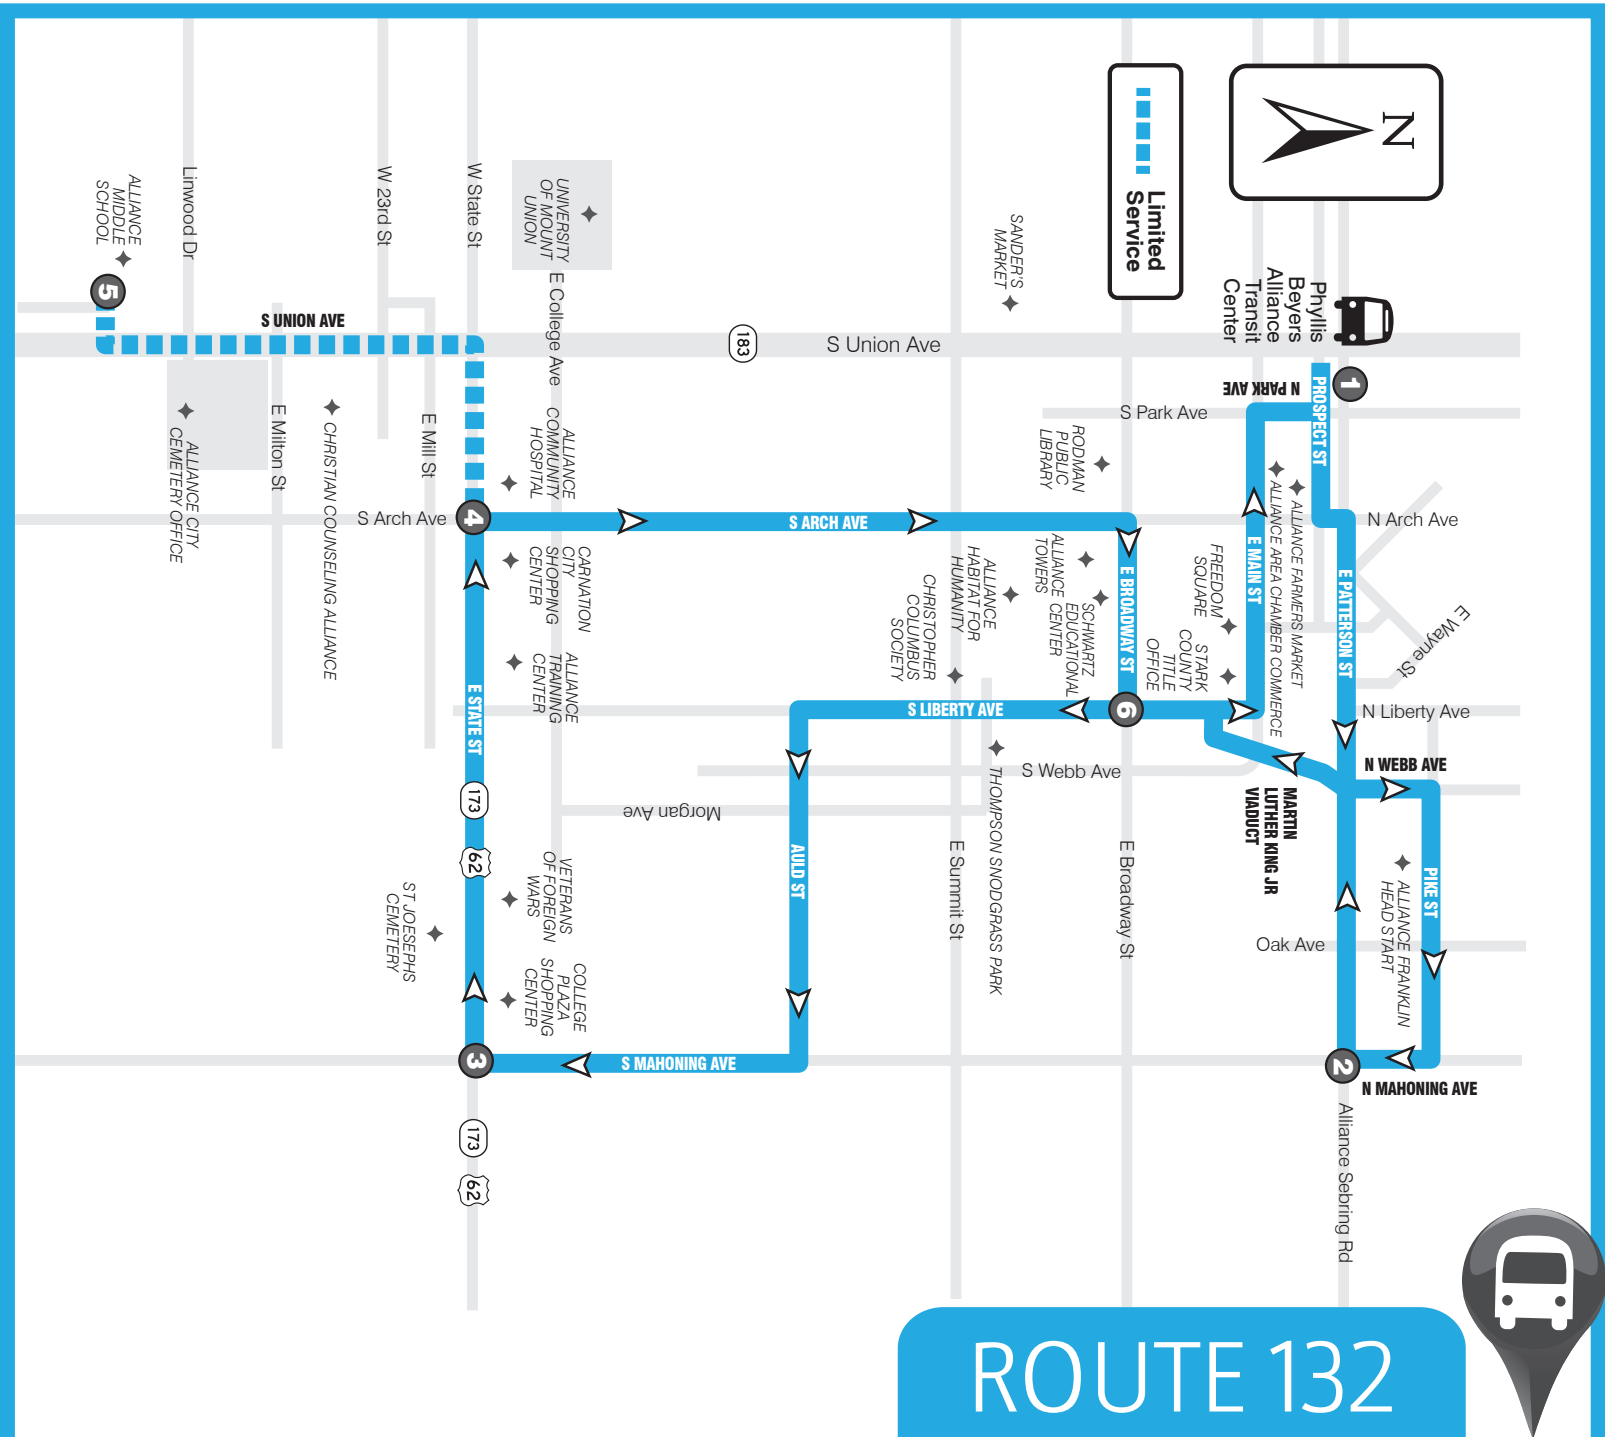 N
Limited
Service
Phyllis
Beyers
Alliance
Transit
Center
1
PROSPECT ST
N PARK AVE
S Park Ave
S Union Ave
183
SANDER'S
MARKET
UNIVERSITY
OF MOUNT
UNION
E College Ave
W State St
W 23rd St
Linwood Dr
ALLIANCE
MIDDLE
SCHOOL
5
S UNION AVE
ALLIANCE CITY
CEMETERY OFFICE
E Milton St
CHRISTIAN COUNSELING ALLIANCE
E Mill St
S Arch Ave
4
ALLIANCE
COMMUNITY
HOSPITAL
S ARCH AVE
RODMAN
PUBLIC
LIBRARY
N Arch Ave
E Wayne St
E PATTERSON ST
ALLIANCE FARMERS MARKET
ALLIANCE AREA CHAMBER COMMERCE
E MAIN ST
FREEDOM
SQUARE
STARK
COUNTY
TITLE
OFFICE
E BROADWAY ST
SCHWARTZ
EDUCATIONAL
CENTER
ALLIANCE
TOWERS
ALLIANCE
HABITAT FOR
HUMANITY
CHRISTOPHER
COLUMBUS
SOCIETY
CARNATION
CITY
SHOPPING
CENTER
ALLIANCE
TRAINING
CENTER
E STATE ST
6
S LIBERTY AVE
N Liberty Ave
N WEBB AVE
S Webb Ave
MARTIN
LUTHER KING JR
VIADUCT
THOMPSON SNODGRASS PARK
Morgan Ave
173
62
AULD ST
E Summit St
E Broadway St
PIKE ST
ALLIANCE FRANKLIN
HEAD START
Oak Ave
VETERANS
OF FOREIGN
WARS
ST JOESEPHS
CEMETERY
COLLEGE
PLAZA
SHOPPING
CENTER
3
S MAHONING AVE
2
N MAHONING AVE
173
62
Alliance Sebring Rd
ROUTE 132